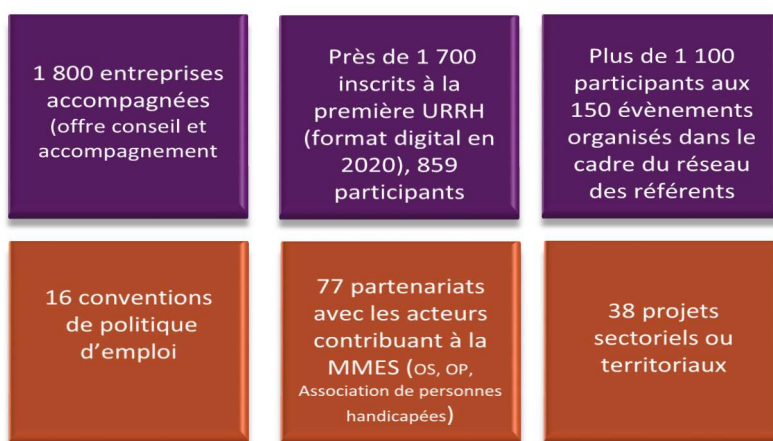 1 800 entreprises
accompagnées
(offre conseil et
accompagnement
Près de 1 700
inscrits à la
première URRH
(format digital en
2020), 859
participants
Plus de 1 100
participants aux
150 évènements
organisés dans le
cadre du réseau
des référents
16 conventions
de politique
d’emploi
77 partenariats
avec les acteurs
contribuant à la
MMES (OS, OP,
Association de personnes
handicapées)
38 projets
sectoriels ou
territoriaux